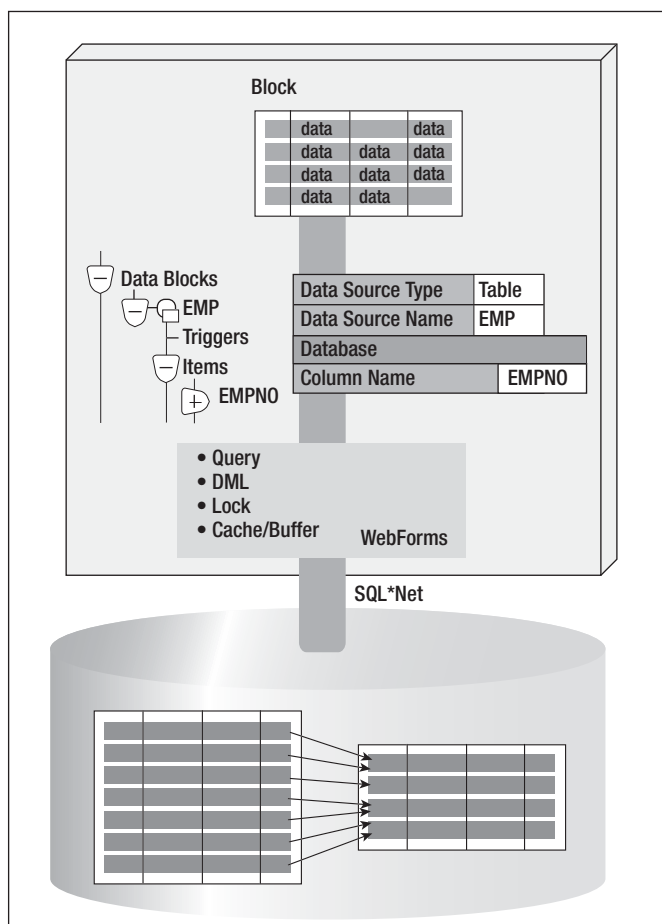 Block
data data
data data data
data data data
data data
Data Blocks
EMP
Triggers
Items
EMPNO
Data Source Type Table
Data Source Name EMP
Database
Column Name EMPNO
• Query
• DML
• Lock
• Cache/Buffer
WebForms
SQL*Net